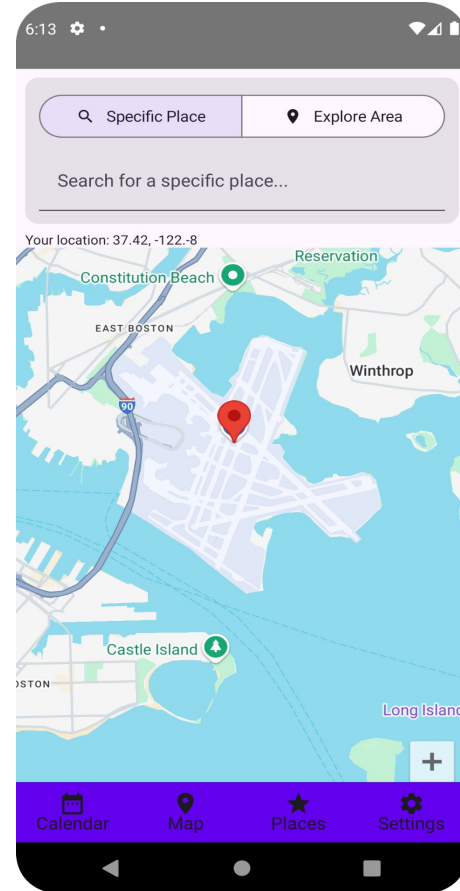 6:13
Specific Place
Explore Area
Search for a specific place...
Your location: 37.42, -122.-8
Reservation
Constitution Beach
EAST BOSTON
Winthrop
90
Castle Island
OSTON
Long Island
Calendar
Map
Places
Settings